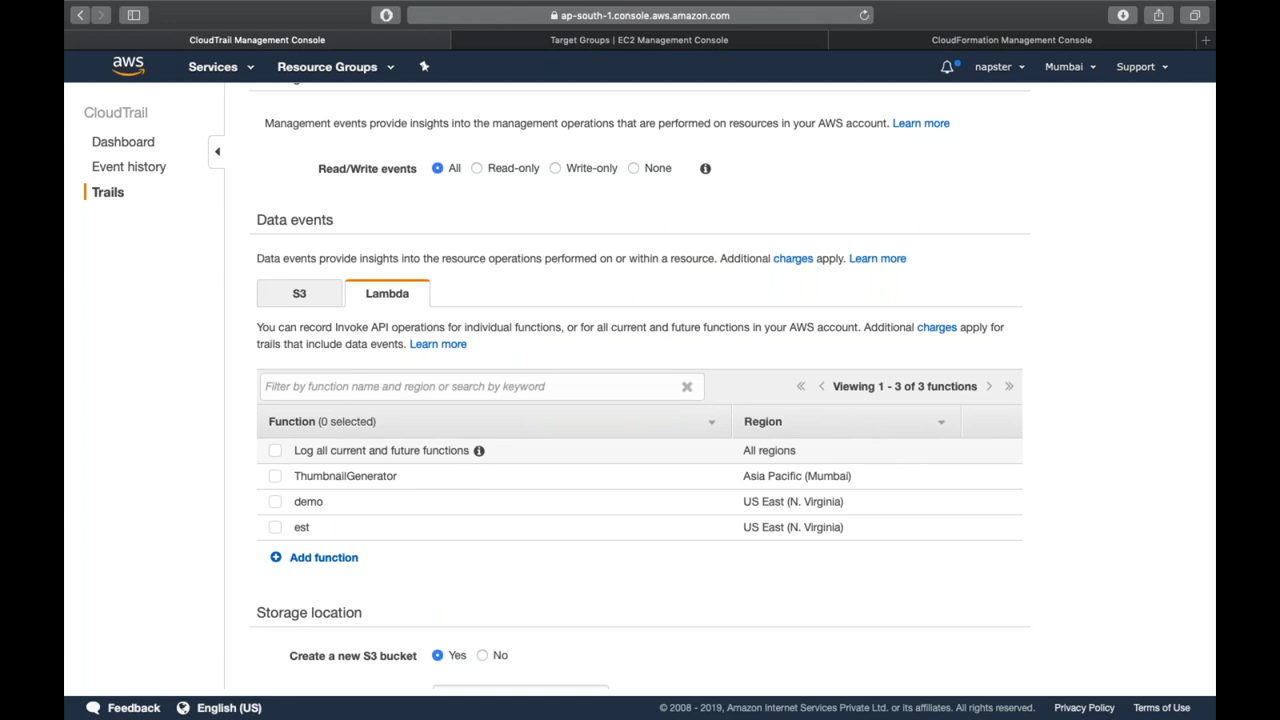 ap-south-1.console.aws.amazon.com
CloudTrail Management Console
Target Groups | EC2 Management Console
CloudFormation Management Console
aws
Services
Resource Groups
napster
Mumbai
Support
CloudTrail
Dashboard
Event history
Trails
Management events provide insights into the management operations that are performed on resources in your AWS account. Learn more
Read/Write events All Read-only Write-only None
Data events
Data events provide insights into the resource operations performed on or within a resource. Additional charges apply. Learn more
S3 Lambda
You can record Invoke API operations for individual functions, or for all current and future functions in your AWS account. Additional charges apply for
trails that include data events. Learn more
Filter by function name and region or search by keyword
Viewing 1 - 3 of 3 functions
Function (0 selected) Region
Log all current and future functions All regions
ThumbnailGenerator Asia Pacific (Mumbai)
demo US East (N. Virginia)
est US East (N. Virginia)
Add function
Storage location
Create a new S3 bucket Yes No
Feedback English (US) © 2008 - 2019, Amazon Internet Services Private Ltd. or its affiliates. All rights reserved. Privacy Policy Terms of Use